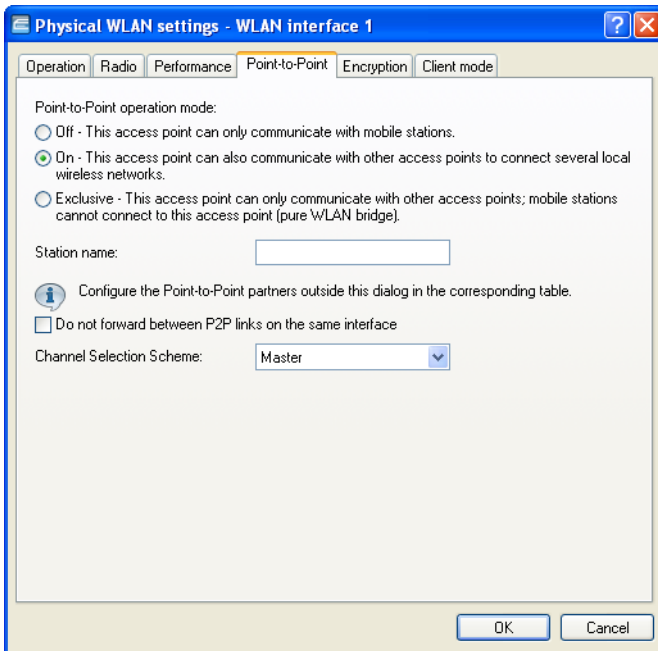 Physical WLAN settings - WLAN interface 1
Operation Radio Performance Point-to-Point Encryption Client mode
Point-to-Point operation mode:
Off - This access point can only communicate with mobile stations.
On - This access point can also communicate with other access points to connect several local
wireless networks.
Exclusive - This access point can only communicate with other access points; mobile stations
cannot connect to this access point (pure WLAN bridge).
Station name:
Configure the Point-to-Point partners outside this dialog in the corresponding table.
Do not forward between P2P links on the same interface
Channel Selection Scheme: Master
OK Cancel